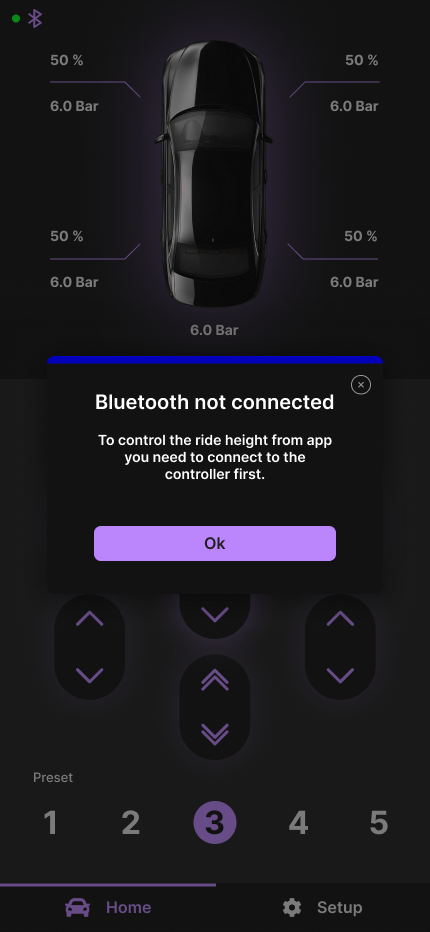 50 %
50 %
6.0 Bar
6.0 Bar
50 %
50 %
6.0 Bar
6.0 Bar
6.0 Bar
Bluetooth not connected
To control the ride height from app
you need to connect to the
controller first.
Ok
Preset
1 2 3 4 5
Home
Setup